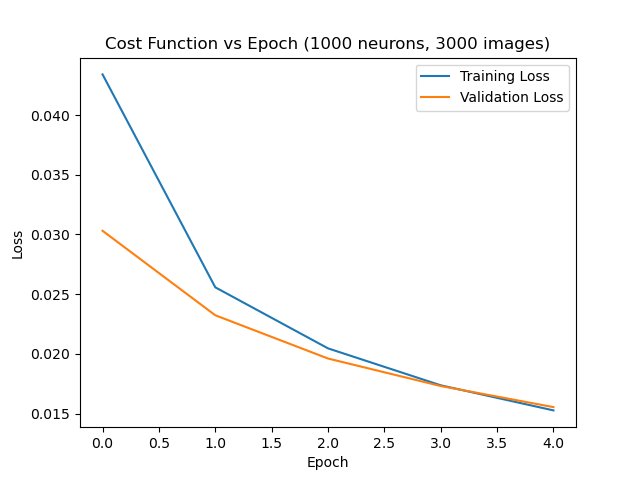 Cost Function vs Epoch (1000 neurons, 3000 images)
Training Loss
Validation Loss
0.040
0.035
0.030
0.025
0.020
0.015
Loss
0.0 0.5 1.0 1.5 2.0 2.5 3.0 3.5 4.0
Epoch